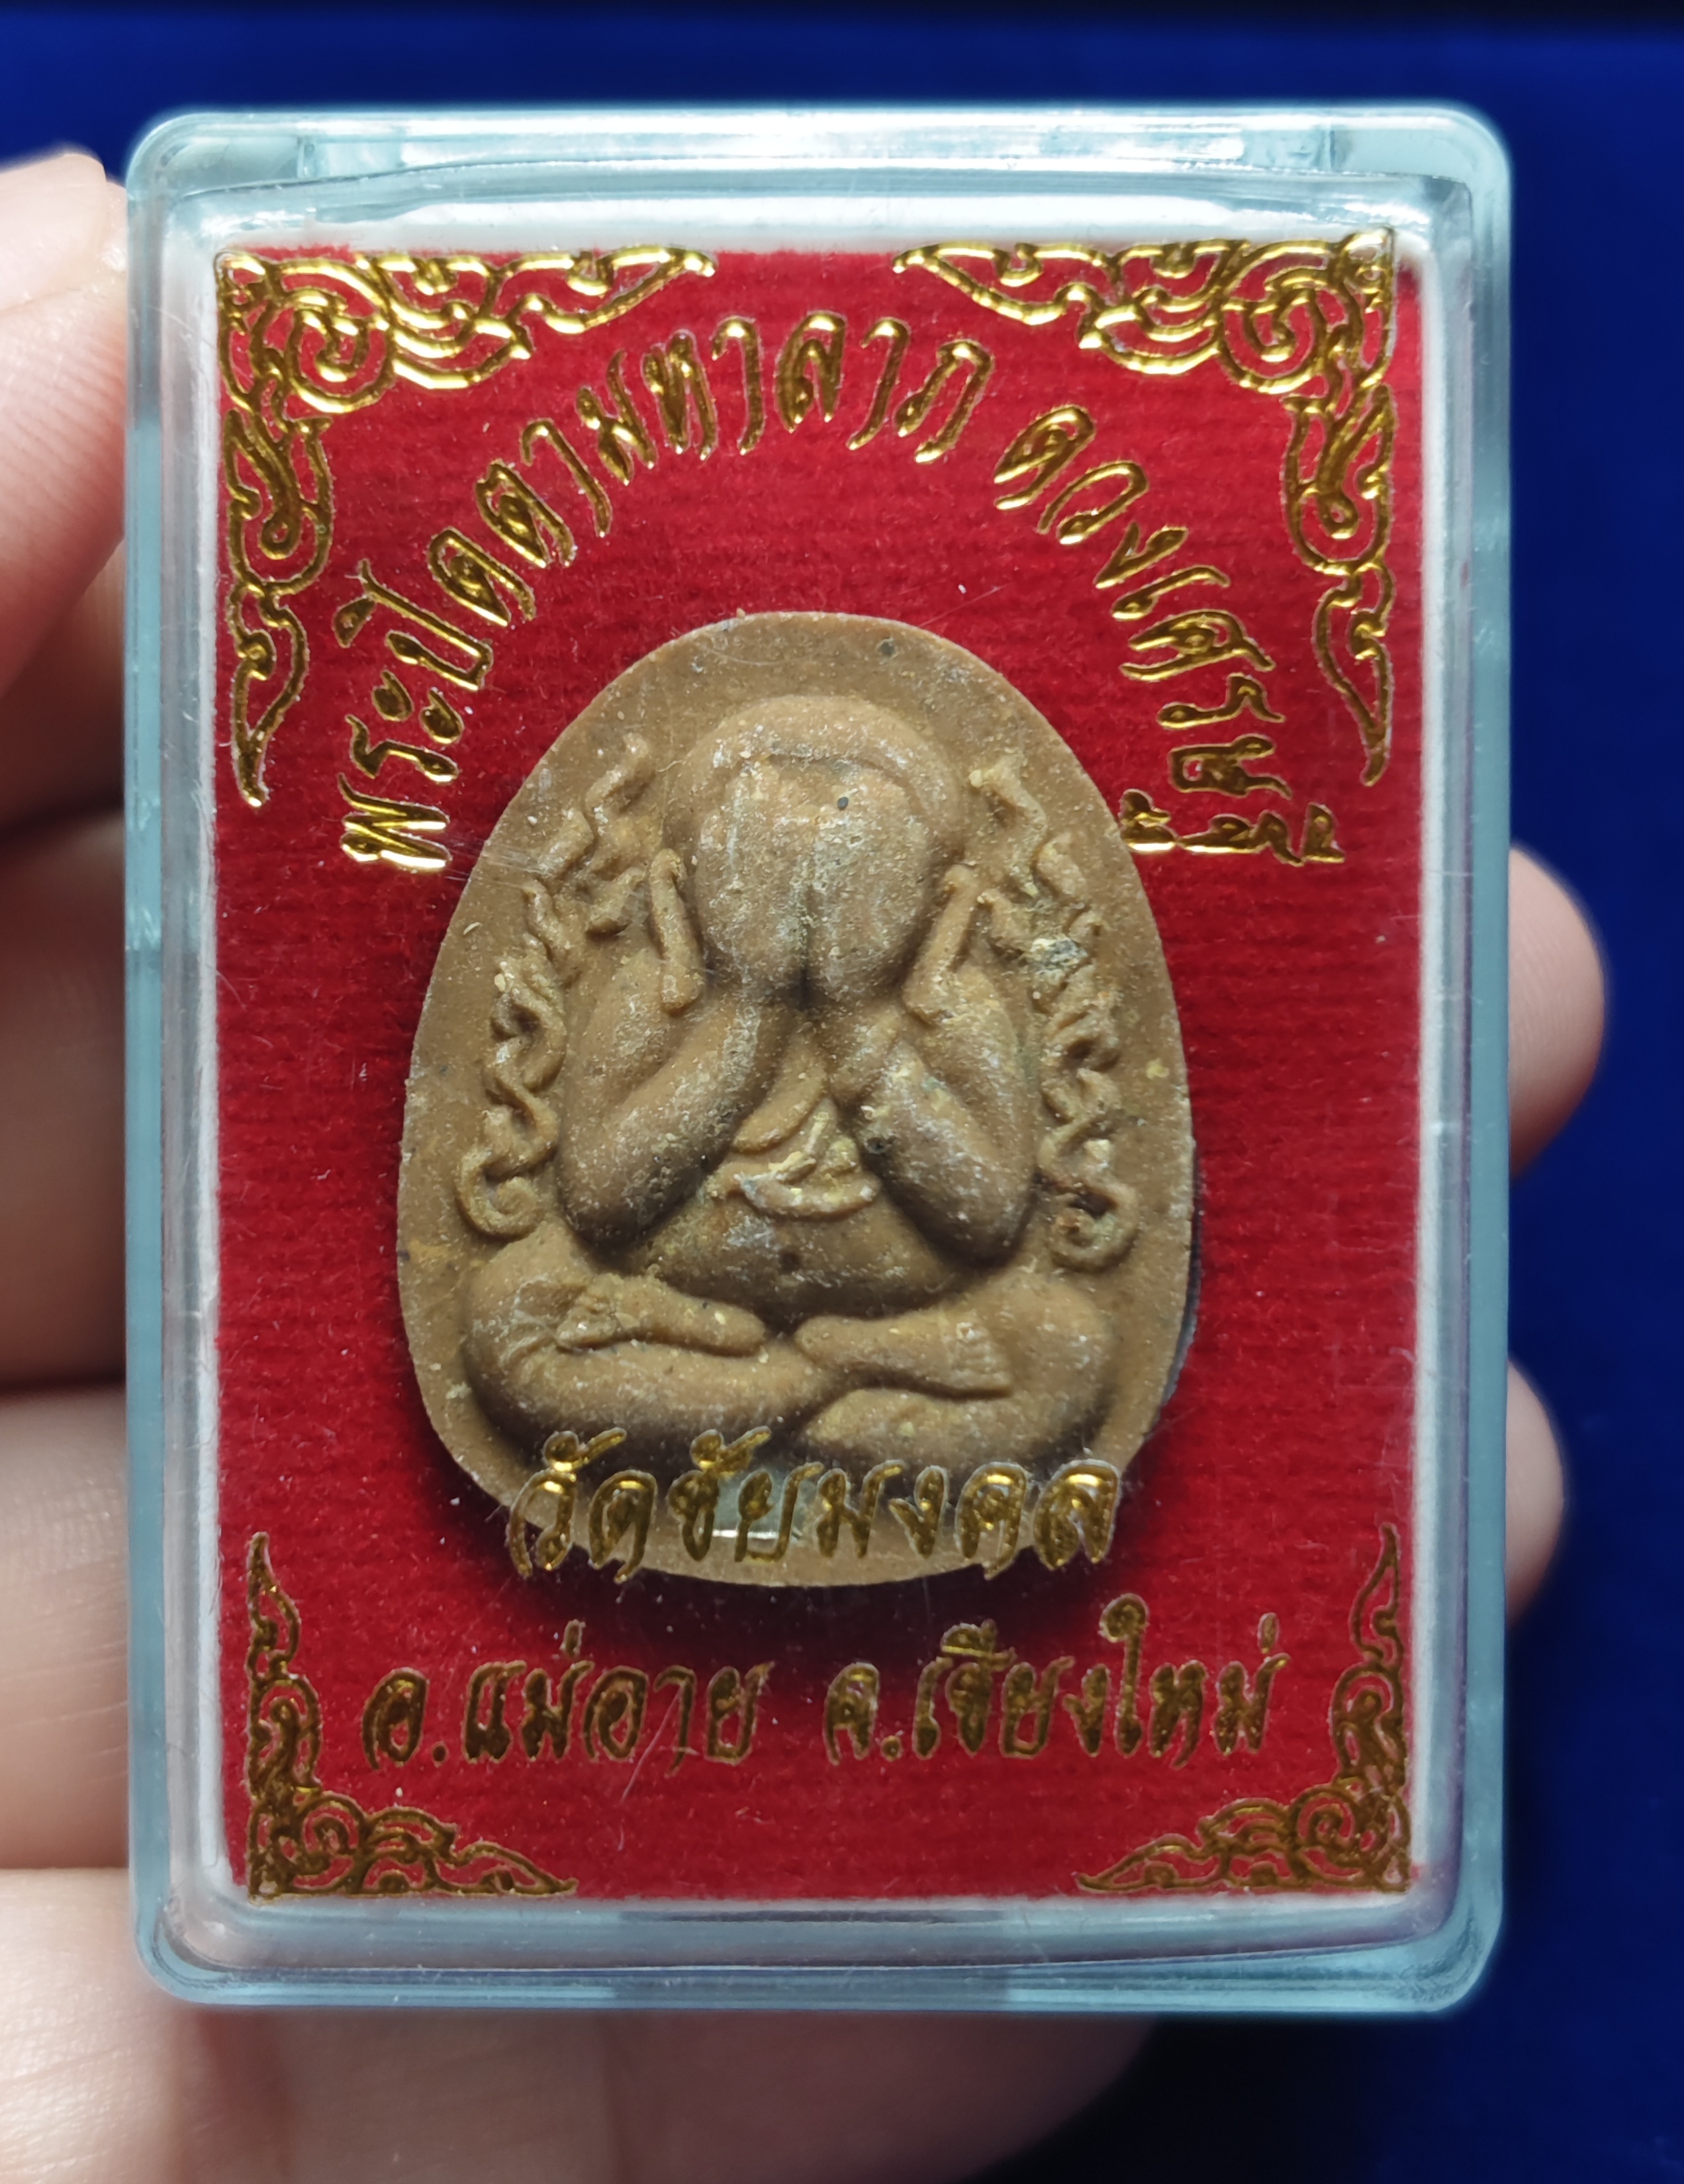 พระปิดตามหาลาภ ดวงเศรษฐี
วัดชัยมงคล
อ.แม่อาย จ.เชียงใหม่